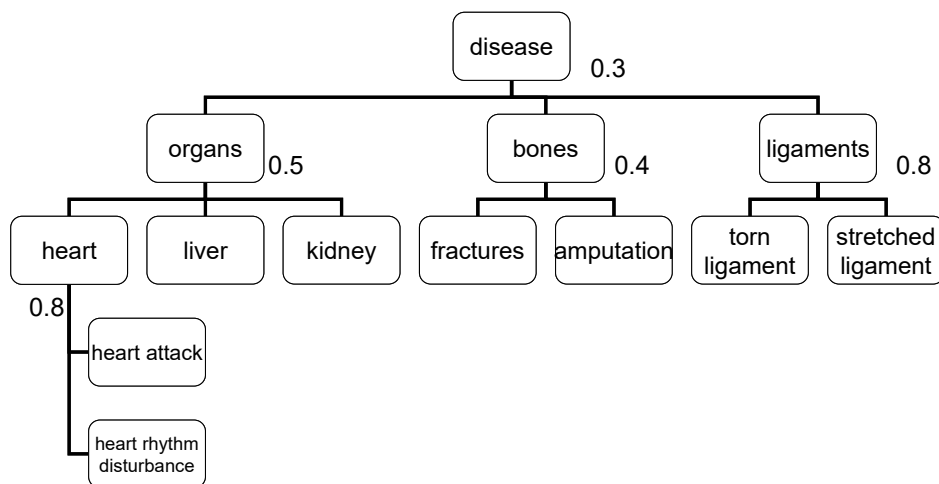 disease
0.3
organs
0.5
bones
0.4
ligaments
0.8
heart
liver
kidney
fractures
amputation
torn
ligament
stretched
ligament
0.8
heart attack
heart rhythm
disturbance